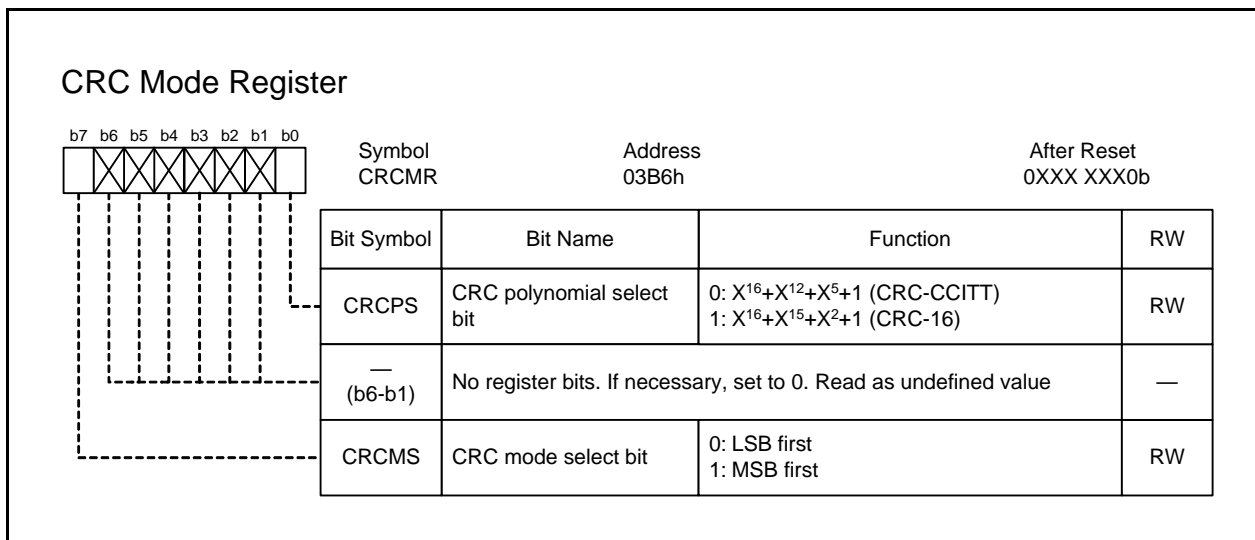 CRC Mode Register
b7 b6 b5 b4 b3 b2 b1 b0
Symbol Address After Reset
CRCMR 03B6h 0XXX XXX0b
Bit Symbol Bit Name Function RW
CRCPS CRC polynomial select bit 0: X¹⁶+X¹²+X⁵+1 (CRC-CCITT) RW
1: X¹⁶+X¹⁵+X²+1 (CRC-16)
— (b6-b1) No register bits. If necessary, set to 0. Read as undefined value —
CRCMS CRC mode select bit 0: LSB first RW
1: MSB first